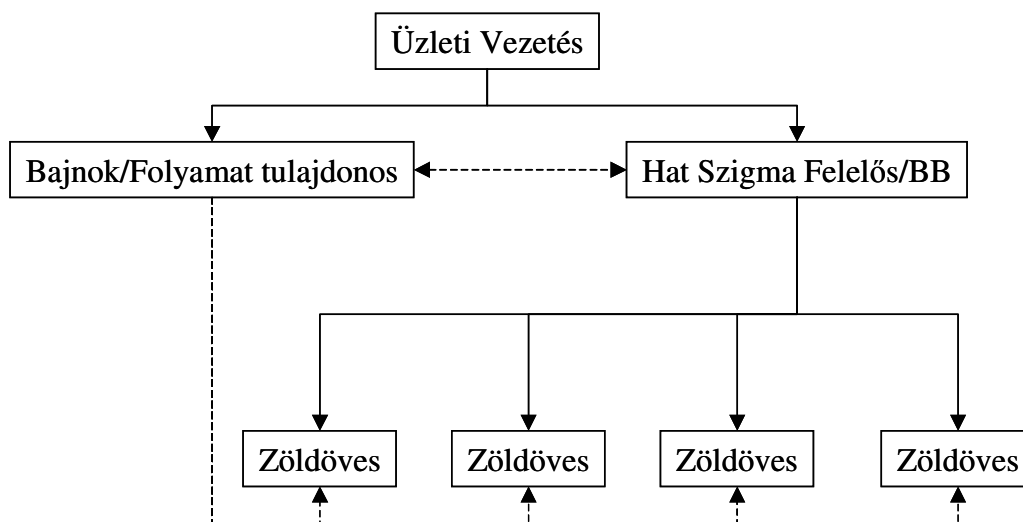 Üzleti Vezetés
Bajnok/Folyamat tulajdonos
Hat Szigma Felelős/BB
Zöldöves
Zöldöves
Zöldöves
Zöldöves